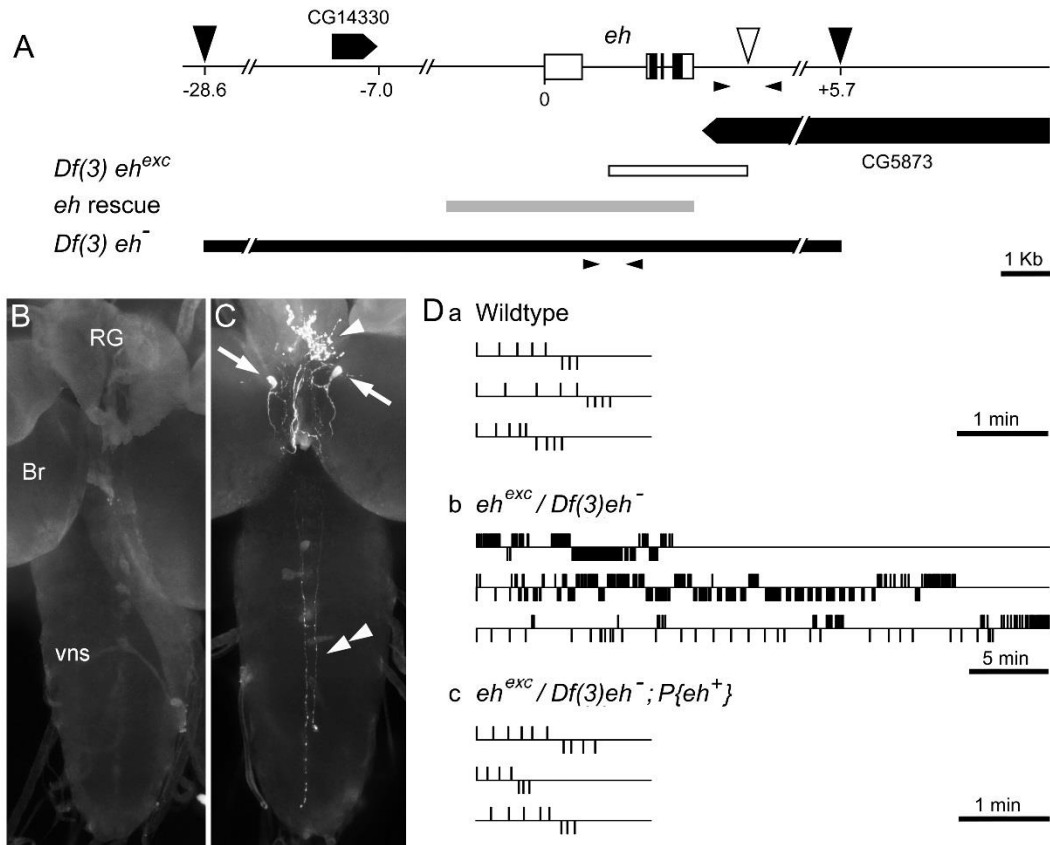 A
CG14330
eh
-28.6
-7.0
0
+5.7
CG5873
Df(3) eh^exc
eh rescue
Df(3) eh^-
1 Kb
B
RG
Br
vns
C
D
a Wildtype
1 min
b eh^exc / Df(3)eh^-
5 min
c eh^exc / Df(3)eh^- ; P{eh^+}
1 min